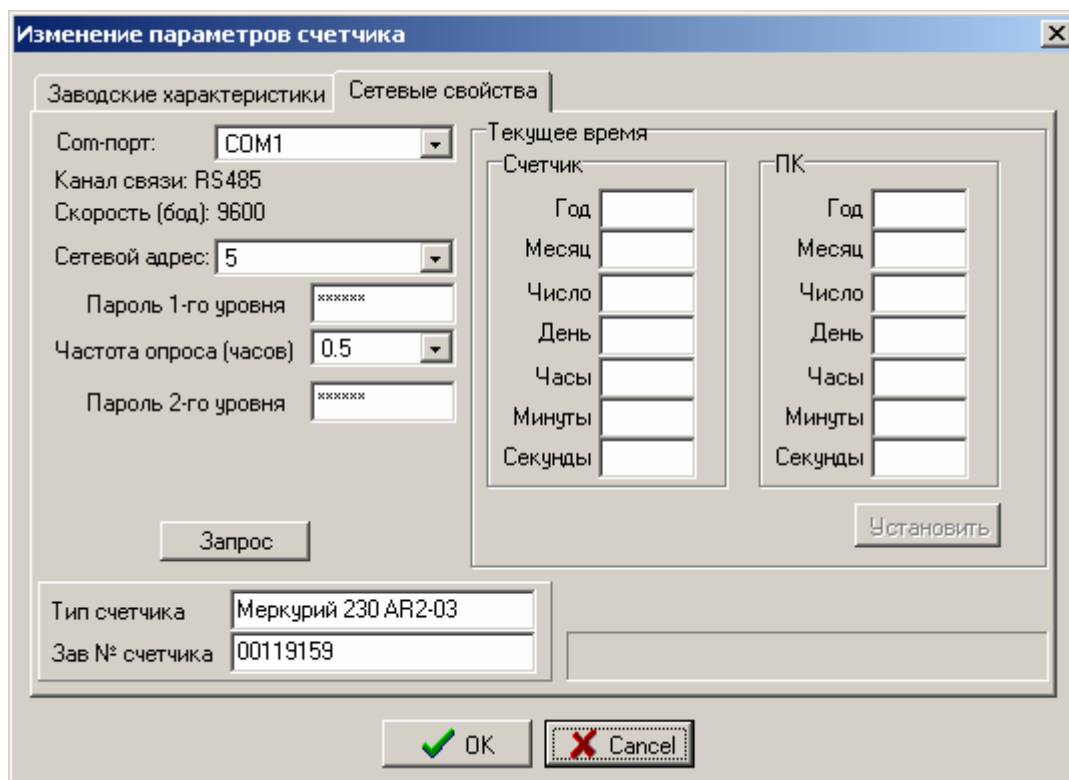 Изменение параметров счетчика
Заводские характеристики
Сетевые свойства
Com-порт: COM1
Канал связи: RS485
Скорость (бод): 9600
Сетевой адрес: 5
Пароль 1-го уровня ******
Частота опроса (часов) 0.5
Пароль 2-го уровня ******
Запрос
Текущее время
Счетчик
Год
Месяц
Число
День
Часы
Минуты
Секунды
ПК
Год
Месяц
Число
День
Часы
Минуты
Секунды
Установить
Тип счетчика Меркурий 230 AR2-03
Зав № счетчика 00119159
OK
Cancel